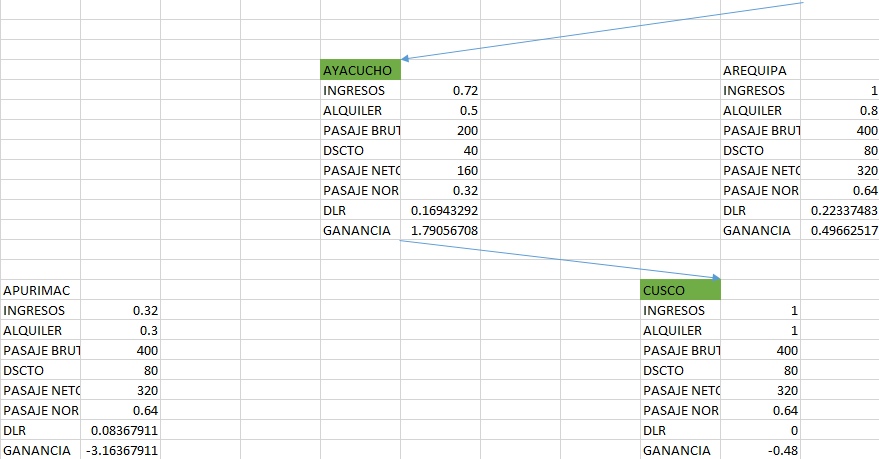 AYACUCHO
INGRESOS 0.72
ALQUILER 0.5
PASAJE BRUT 200
DSCTO 40
PASAJE NETO 160
PASAJE NOR 0.32
DLR 0.16943292
GANANCIA 1.79056708
AREQUIPA
INGRESOS 1
ALQUILER 0.8
PASAJE BRUT 400
DSCTO 80
PASAJE NETO 320
PASAJE NOR 0.64
DLR 0.22337483
GANANCIA 0.49662517
APURIMAC
INGRESOS 0.32
ALQUILER 0.3
PASAJE BRUT 400
DSCTO 80
PASAJE NETO 320
PASAJE NOR 0.64
DLR 0.08367911
GANANCIA -3.16367911
CUSCO
INGRESOS 1
ALQUILER 1
PASAJE BRUT 400
DSCTO 80
PASAJE NETO 320
PASAJE NOR 0.64
DLR 0
GANANCIA -0.48